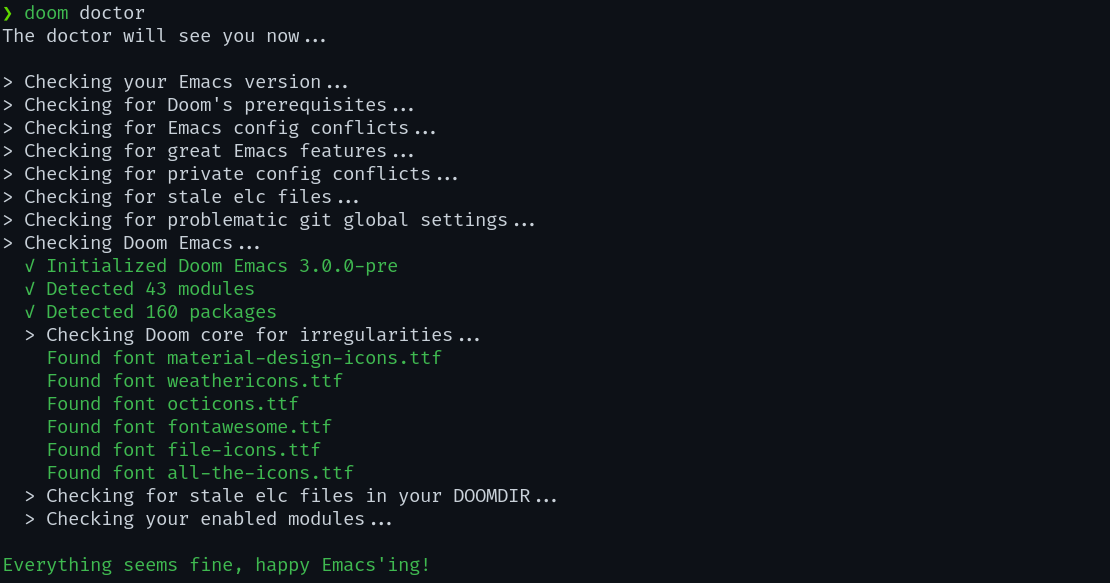 ❯ doom doctor
The doctor will see you now...
> Checking your Emacs version...
> Checking for Doom's prerequisites...
> Checking for Emacs config conflicts...
> Checking for great Emacs features...
> Checking for private config conflicts...
> Checking for stale elc files...
> Checking for problematic git global settings...
> Checking Doom Emacs...
√ Initialized Doom Emacs 3.0.0-pre
√ Detected 43 modules
√ Detected 160 packages
> Checking Doom core for irregularities...
Found font material-design-icons.ttf
Found font weathericons.ttf
Found font octicons.ttf
Found font fontawesome.ttf
Found font file-icons.ttf
Found font all-the-icons.ttf
> Checking for stale elc files in your DOOMDIR...
> Checking your enabled modules...
Everything seems fine, happy Emacs'ing!